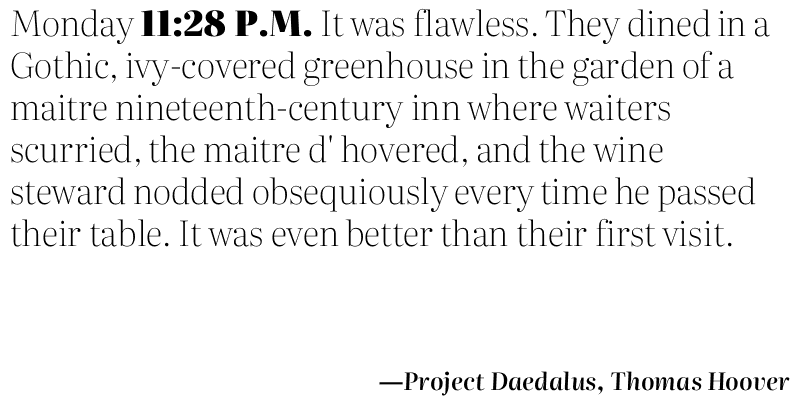 Monday 11:28 P.M. It was flawless. They dined in a
Gothic, ivy-covered greenhouse in the garden of a
maitre nineteenth-century inn where waiters
scurried, the maitre d' hovered, and the wine
steward nodded obsequiously every time he passed
their table. It was even better than their first visit.
—Project Daedalus, Thomas Hoover